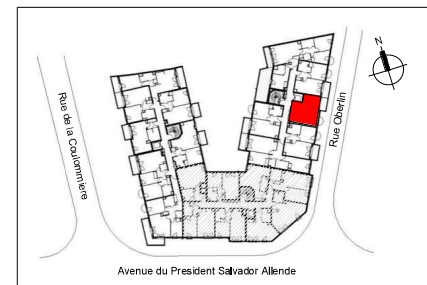 N
Rue de la Coulommiere
Rue Oberlin
Avenue du President Salvador Allende